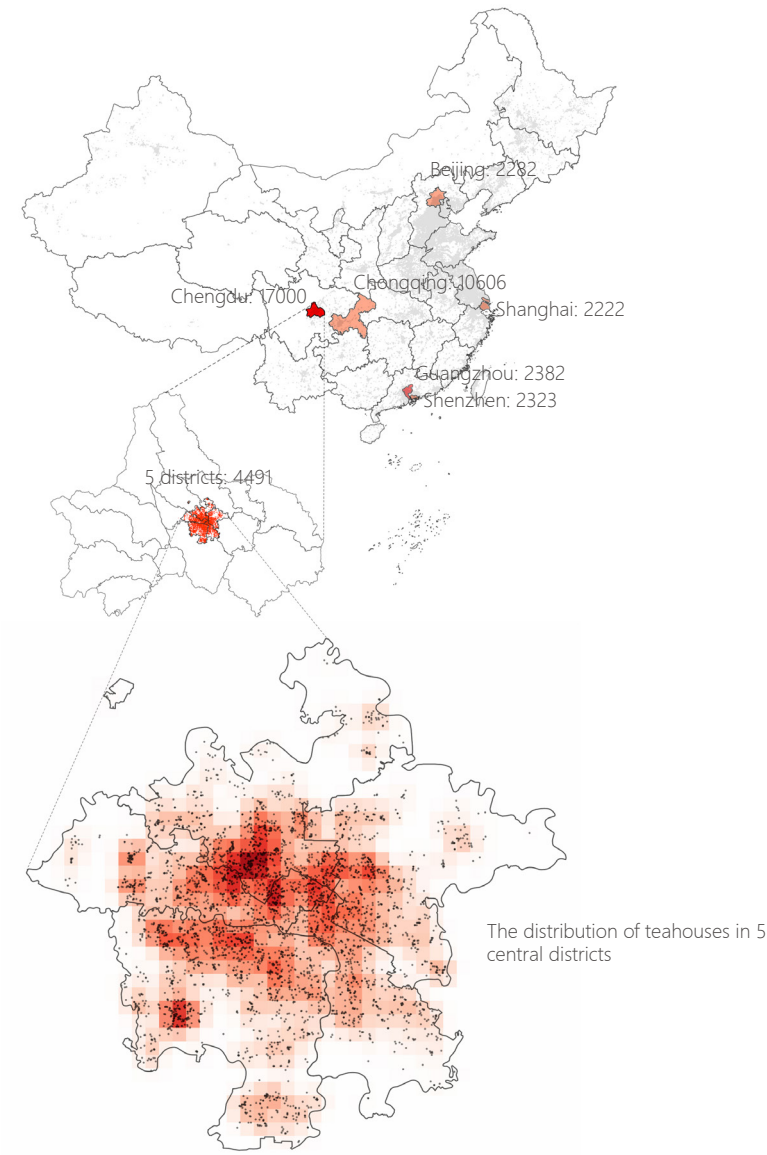 Beijing: 2282
Chongqing: 10606
Chengdu: 17000
Shanghai: 2222
Guangzhou: 2382
Shenzhen: 2323
5 districts: 4491
The distribution of teahouses in 5
central districts